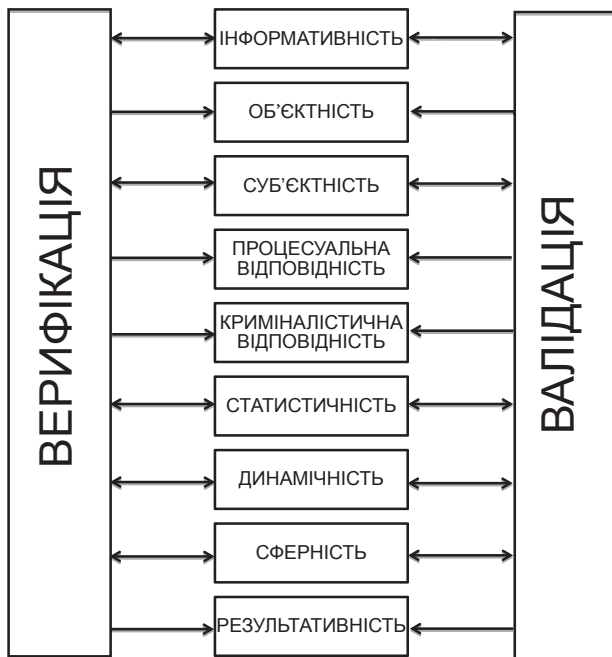 ВЕРИФІКАЦІЯ
ІНФОРМАТИВНІСТЬ
ОБ’ЄКТНІСТЬ
СУБ’ЄКТНІСТЬ
ПРОЦЕСУАЛЬНА
ВІДПОВІДНІСТЬ
КРИМІНАЛІСТИЧНА
ВІДПОВІДНІСТЬ
СТАТИСТИЧНІСТЬ
ДИНАМІЧНІСТЬ
СФЕРНІСТЬ
РЕЗУЛЬТАТИВНІСТЬ
ВАЛІДАЦІЯ